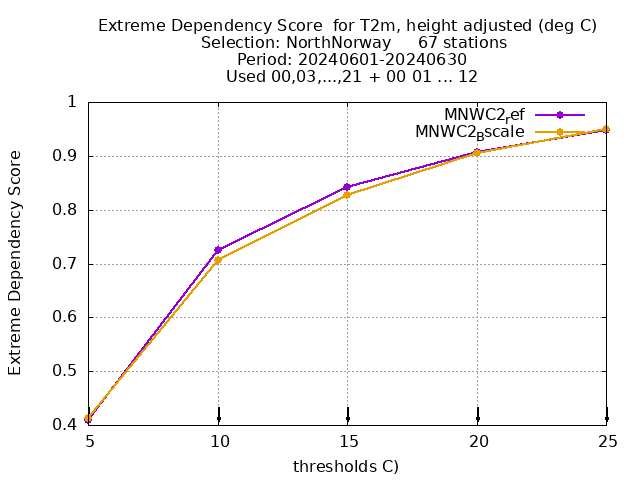 Extreme Dependency Score  for T2m, height adjusted (deg C)
Selection: NorthNorway     67 stations
Period: 20240601-20240630
Used 00,03,...,21 + 00 01 ... 12
MNWC2ref
MNWC2Bscale
1
0.9
0.8
0.7
0.6
0.5
0.4
Extreme Dependency Score
5 10 15 20 25
thresholds C)